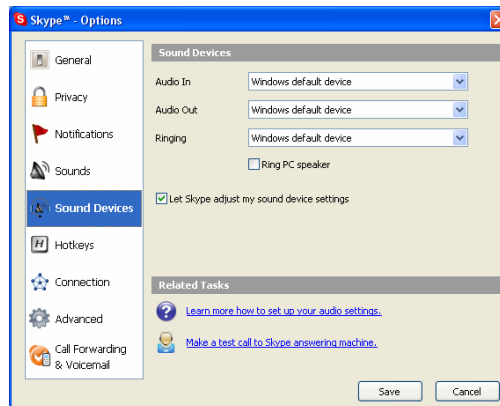 Skype™ - Options
General
Privacy
Notifications
Sounds
Sound Devices
Hotkeys
Connection
Advanced
Call Forwarding
& Voicemail
Sound Devices
Audio In
Windows default device
Audio Out
Windows default device
Ringing
Windows default device
Ring PC speaker
Let Skype adjust my sound device settings
Related Tasks
Learn more how to set up your audio settings.
Make a test call to Skype answering machine.
Save
Cancel